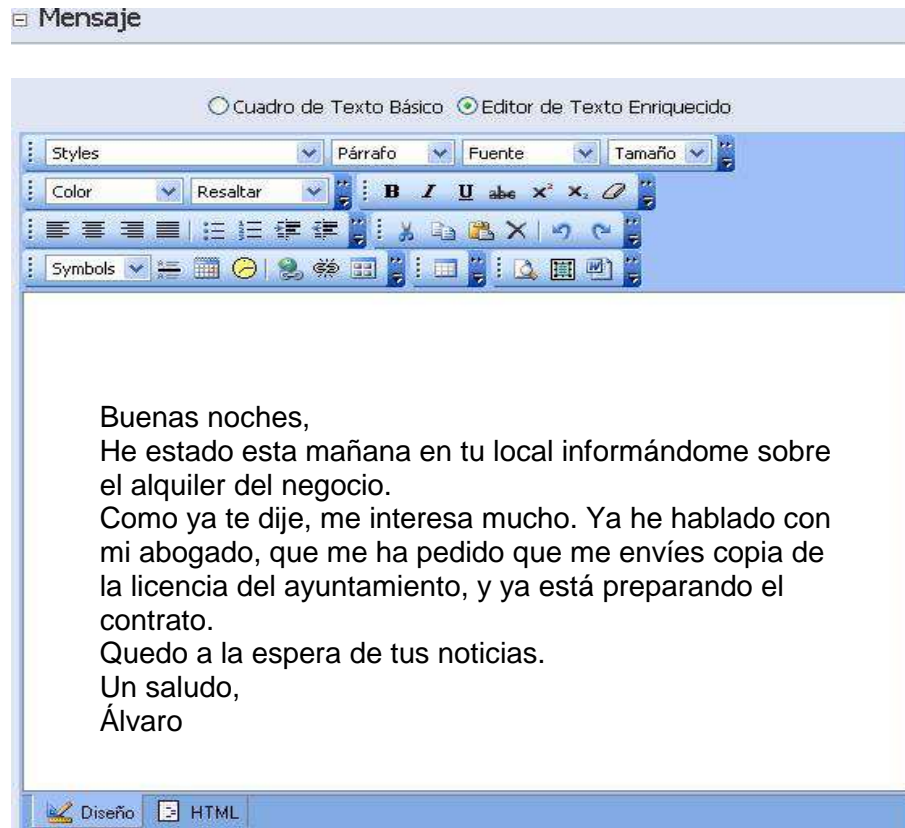 Mensaje
Cuadro de Texto Básico Editor de Texto Enriquecido
Styles Párrafo Fuente Tamaño
Color Resaltar B I U abc x² x₂
Symbols
Buenas noches,
He estado esta mañana en tu local informándome sobre
el alquiler del negocio.
Como ya te dije, me interesa mucho. Ya he hablado con
mi abogado, que me ha pedido que me envíes copia de
la licencia del ayuntamiento, y ya está preparando el
contrato.
Quedo a la espera de tus noticias.
Un saludo,
Álvaro
Diseño HTML